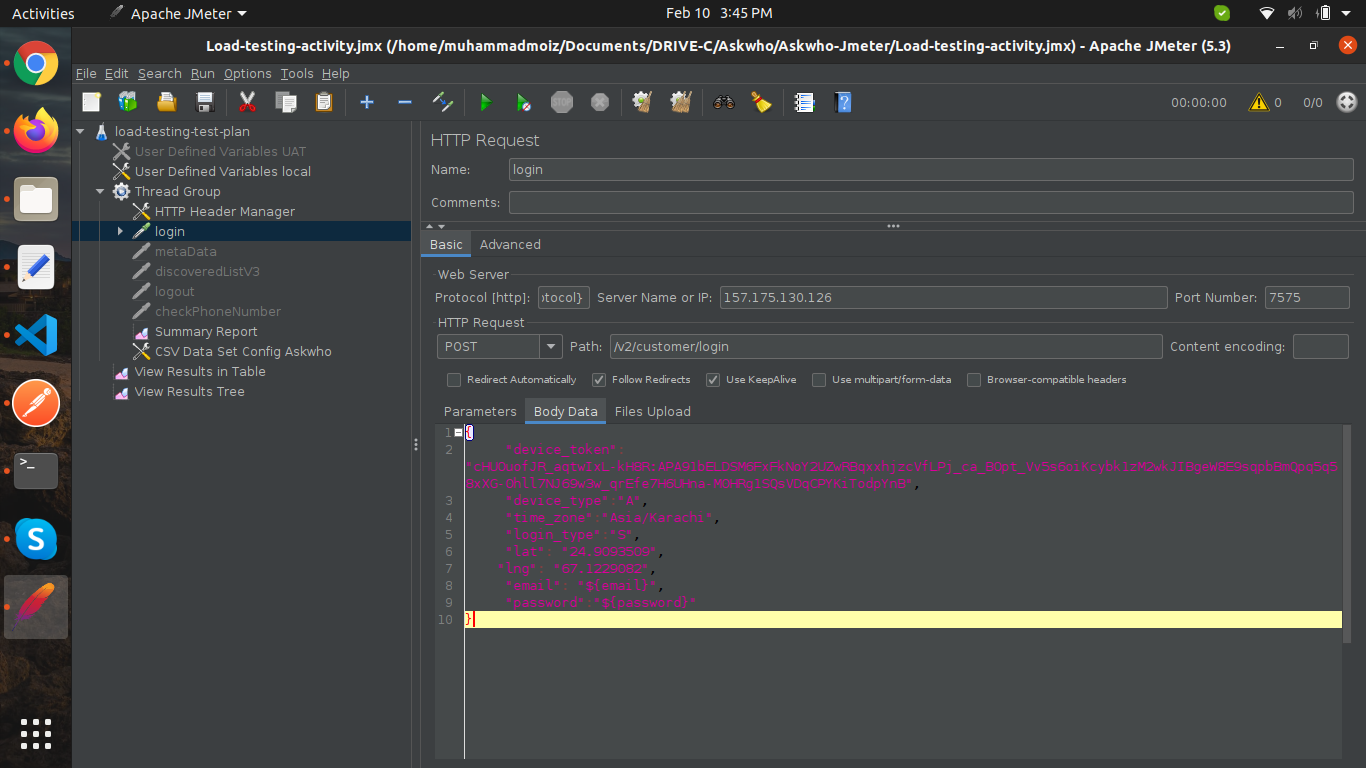 Activities
Apache JMeter
Feb 10 3:45 PM
Load-testing-activity.jmx (/home/muhammadmoiz/Documents/DRIVE-C/Askwho/Askwho-Jmeter/Load-testing-activity.jmx) - Apache JMeter (5.3)
File Edit Search Run Options Tools Help
STOP
00:00:00
0
0/0
load-testing-test-plan
User Defined Variables UAT
User Defined Variables local
Thread Group
HTTP Header Manager
login
metaData
discoveredListV3
logout
checkPhoneNumber
Summary Report
CSV Data Set Config Askwho
View Results in Table
View Results Tree
HTTP Request
Name: login
Comments:
Basic Advanced
Web Server
Protocol [http]: otocol} Server Name or IP: 157.175.130.126 Port Number: 7575
HTTP Request
POST Path: /v2/customer/login Content encoding:
Redirect Automatically Follow Redirects Use KeepAlive Use multipart/form-data Browser-compatible headers
Parameters Body Data Files Upload
1 {
2 "device_token":
3 "device_type":"A",
4 "time_zone":"Asia/Karachi",
5 "login_type":"S",
6 "lat": "24.9093509",
7 "lng": "67.1229082",
8 "email": "${email}",
9 "password":"${password}"
10 }